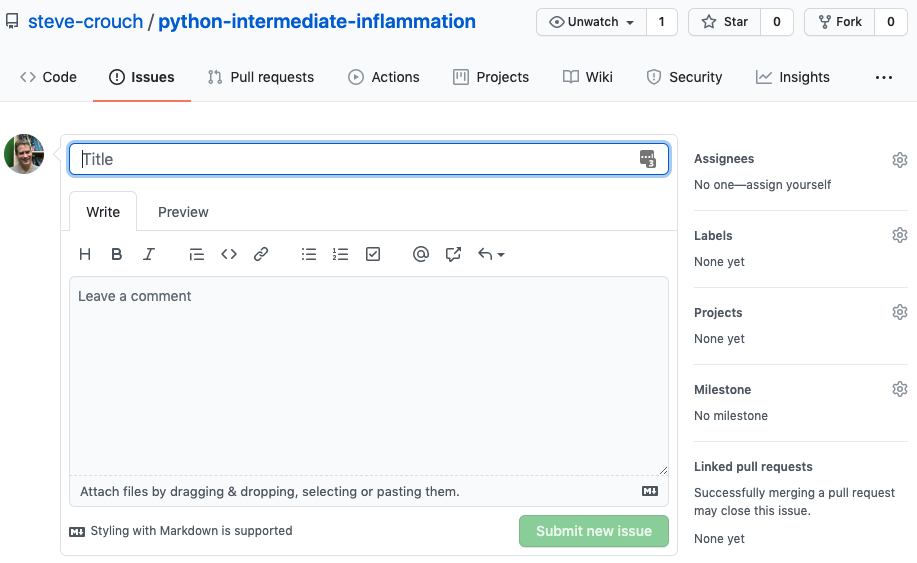 steve-crouch / python-intermediate-inflammation
Unwatch 1 Star 0 Fork 0
Code Issues Pull requests Actions Projects Wiki Security Insights ...
Title
3
Write Preview
H B I
Leave a comment
Attach files by dragging & dropping, selecting or pasting them.
Styling with Markdown is supported
Submit new issue
Assignees
No one—assign yourself
Labels
None yet
Projects
None yet
Milestone
No milestone
Linked pull requests
Successfully merging a pull request
may close this issue.
None yet